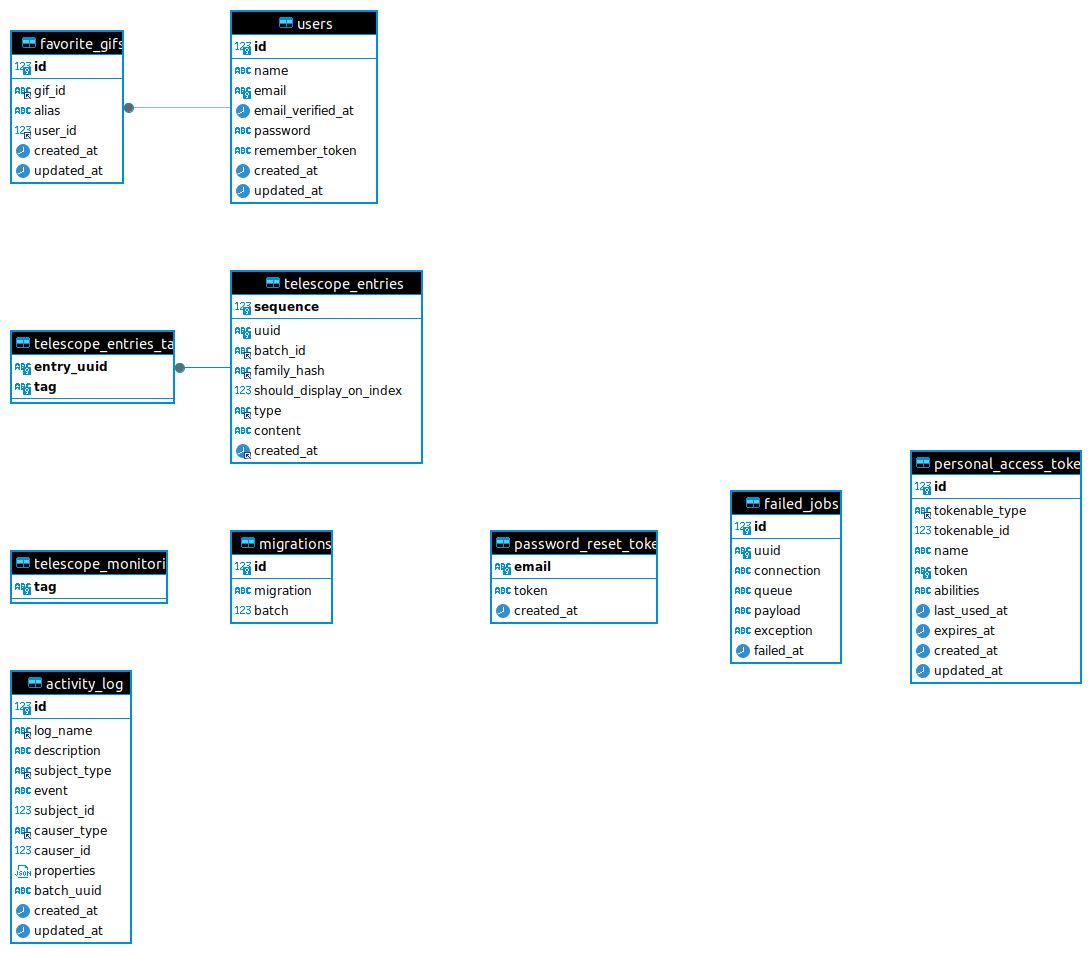 favorite_gifs
id
gif_id
alias
user_id
created_at
updated_at
users
id
name
email
email_verified_at
password
remember_token
created_at
updated_at
telescope_entries_ta
entry_uuid
tag
telescope_entries
sequence
uuid
batch_id
family_hash
should_display_on_index
type
content
created_at
telescope_monitori
tag
migrations
id
migration
batch
password_reset_toke
email
token
created_at
failed_jobs
id
uuid
connection
queue
payload
exception
failed_at
personal_access_toke
id
tokenable_type
tokenable_id
name
token
abilities
last_used_at
expires_at
created_at
updated_at
activity_log
id
log_name
description
subject_type
event
subject_id
causer_type
causer_id
properties
batch_uuid
created_at
updated_at